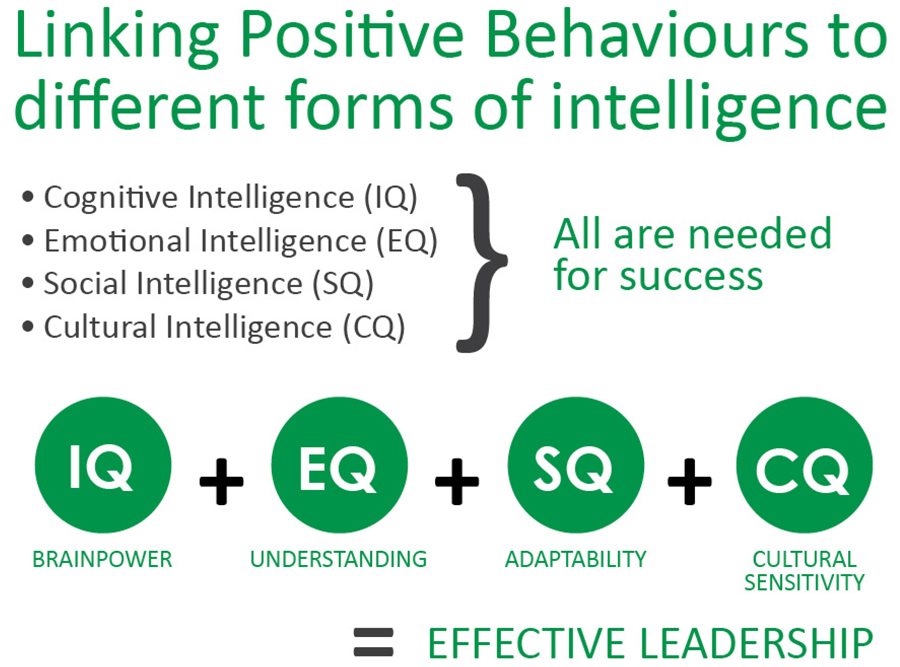 Linking Positive Behaviours to
different forms of intelligence
• Cognitive Intelligence (IQ)
• Emotional Intelligence (EQ)
• Social Intelligence (SQ)
• Cultural Intelligence (CQ)
}
All are needed
for success
IQ + EQ + SQ + CQ
BRAINPOWER UNDERSTANDING ADAPTABILITY CULTURAL
SENSITIVITY
= EFFECTIVE LEADERSHIP